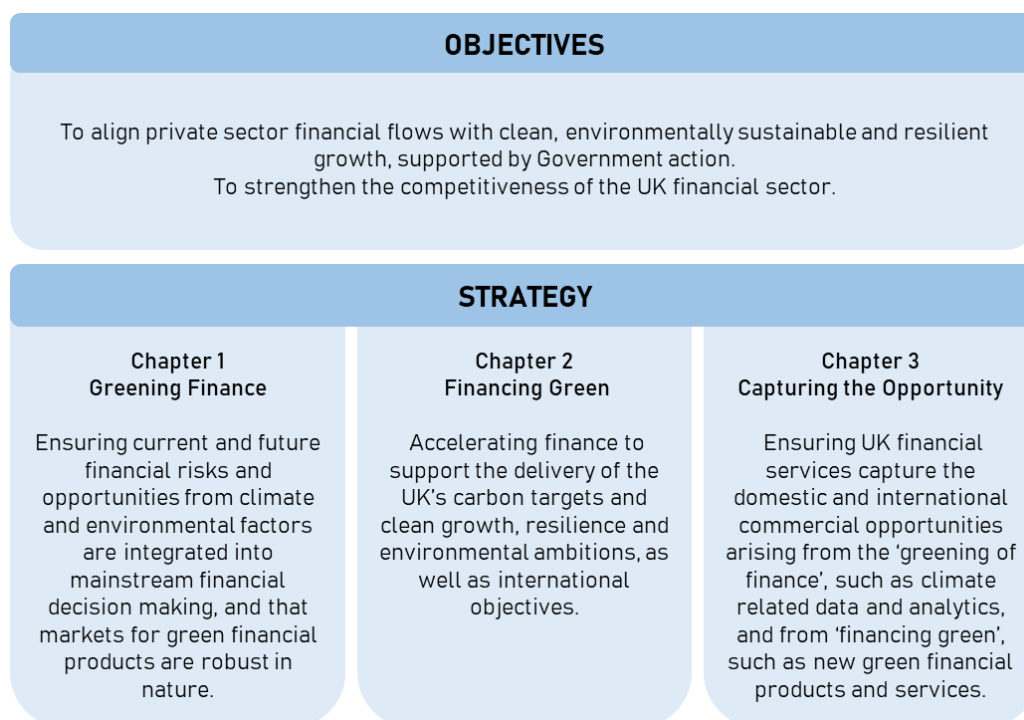 OBJECTIVES
To align private sector financial flows with clean, environmentally sustainable and resilient
growth, supported by Government action.
To strengthen the competitiveness of the UK financial sector.
STRATEGY
Chapter 1
Greening Finance
Ensuring current and future
financial risks and
opportunities from climate
and environmental factors
are integrated into
mainstream financial
decision making, and that
markets for green financial
products are robust in
nature.
Chapter 2
Financing Green
Accelerating finance to
support the delivery of the
UK's carbon targets and
clean growth, resilience and
environmental ambitions, as
well as international
objectives.
Chapter 3
Capturing the Opportunity
Ensuring UK financial
services capture the
domestic and international
commercial opportunities
arising from the ‘greening of
finance’, such as climate
related data and analytics,
and from ‘financing green’,
such as new green financial
products and services.